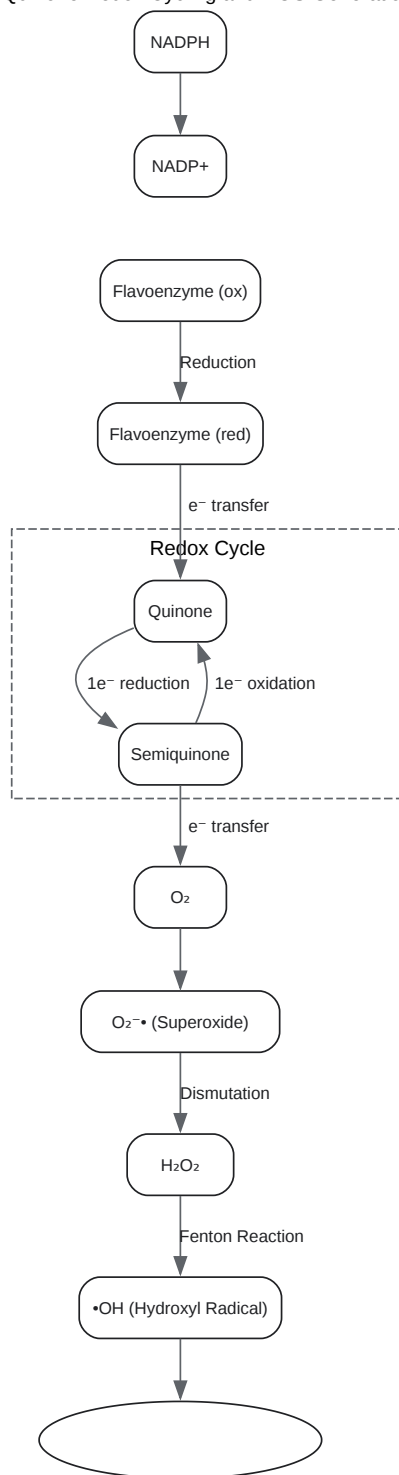 NADPH
NADP+
Flavoenzyme (ox)
Reduction
Flavoenzyme (red)
e⁻ transfer
Redox Cycle
Quinone
1e⁻ reduction 1e⁻ oxidation
Semiquinone
e⁻ transfer
O₂
O₂⁻• (Superoxide)
Dismutation
H₂O₂
Fenton Reaction
•OH (Hydroxyl Radical)